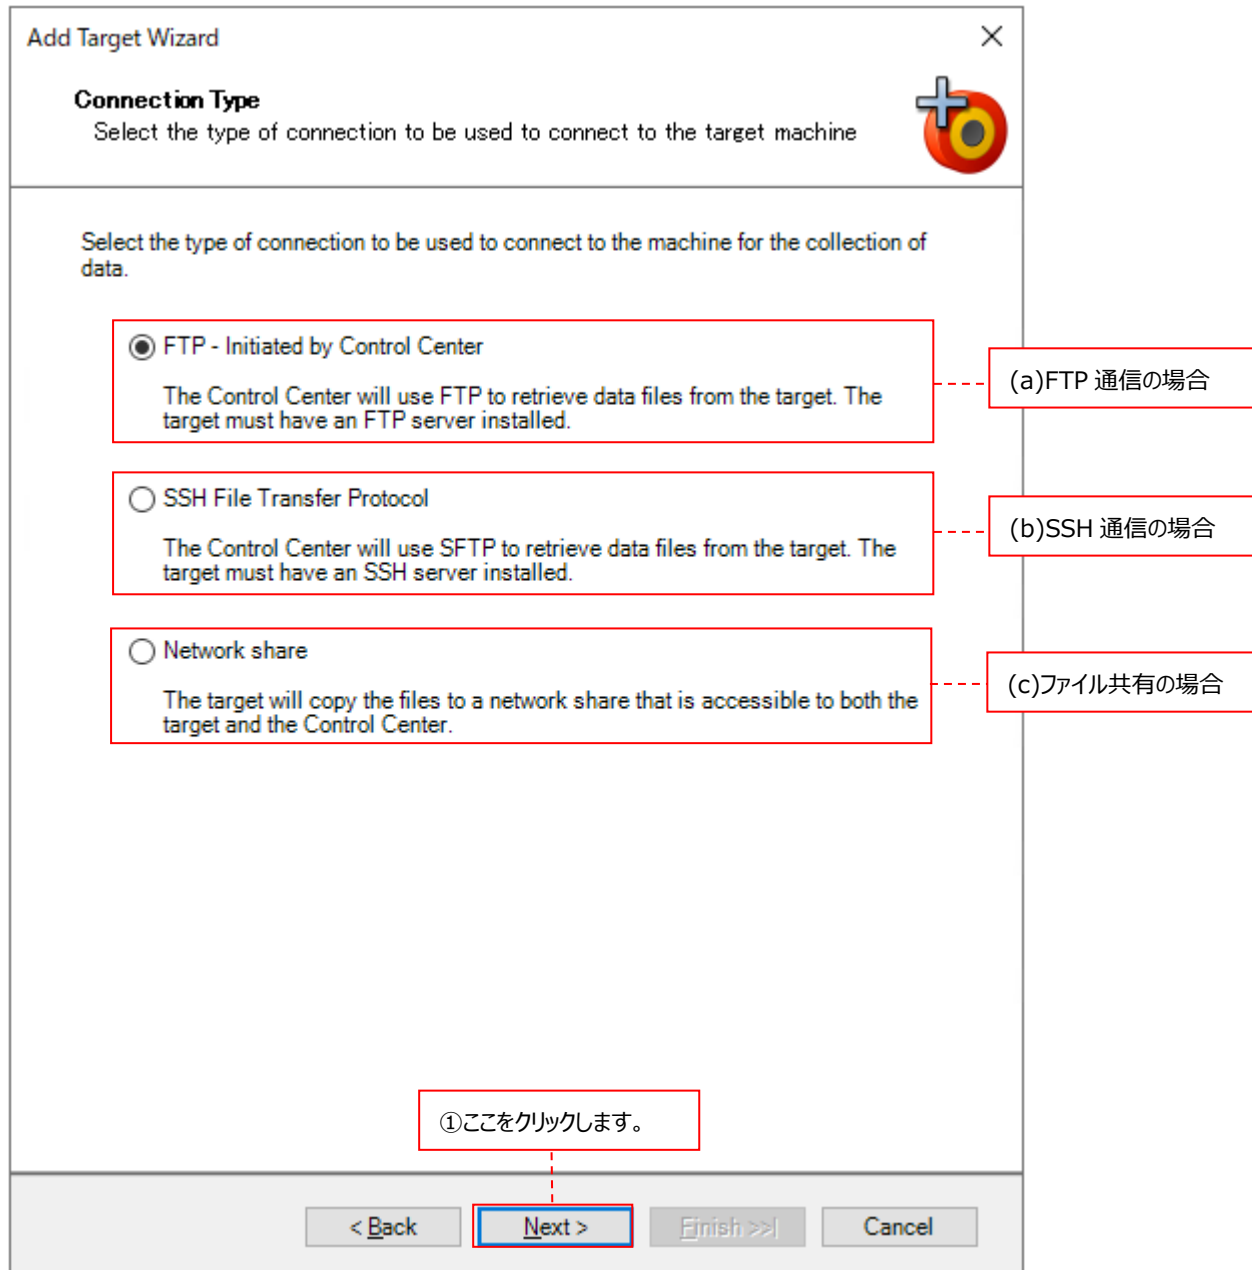 Add Target Wizard
Connection Type
Select the type of connection to be used to connect to the target machine
Select the type of connection to be used to connect to the machine for the collection of
data.
FTP - Initiated by Control Center
The Control Center will use FTP to retrieve data files from the target. The
target must have an FTP server installed.
(a)FTP 通信の場合
SSH File Transfer Protocol
The Control Center will use SFTP to retrieve data files from the target. The
target must have an SSH server installed.
(b)SSH 通信の場合
Network share
The target will copy the files to a network share that is accessible to both the
target and the Control Center.
(c)ファイル共有の場合
①ここをクリックします。
< Back
Next >
Finish >>|
Cancel